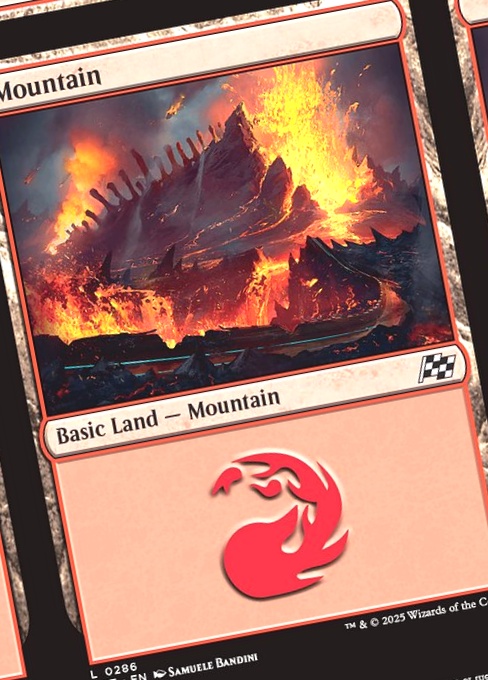 Mountain
Basic Land — Mountain
™ & © 2025 Wizards of the
L 0286
EN SAMUELE BANDINI